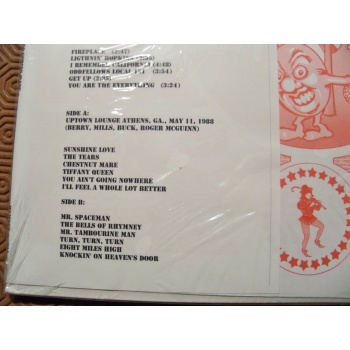 FIREPLACE (3:47)
LIGTHNIN' HOPKINS
I REMEMBER CALIFORNIA (4:48)
ODDFELLOWS LOCAL (3:54)
GET UP
YOU ARE THE EVERYTHING (3:24)
SIDE A:
UPTOWN LOUNGE ATHENS, GA., MAY 11, 1988
(BERRY, MILLS, BUCK, ROGER MCGUINN)
SUNSHINE LOVE
THE TEARS
CHESTNUT MARE
TIFFANY QUEEN
YOU AIN'T GOING NOWHERE
I'LL FEEL A WHOLE LOT BETTER
SIDE B:
MR. SPACEMAN
THE BELLS OF RHYMNEY
MR. TAMBOURINE MAN
TURN, TURN, TURN
EIGHT MILES HIGH
KNOCKIN' ON HEAVEN'S DOOR